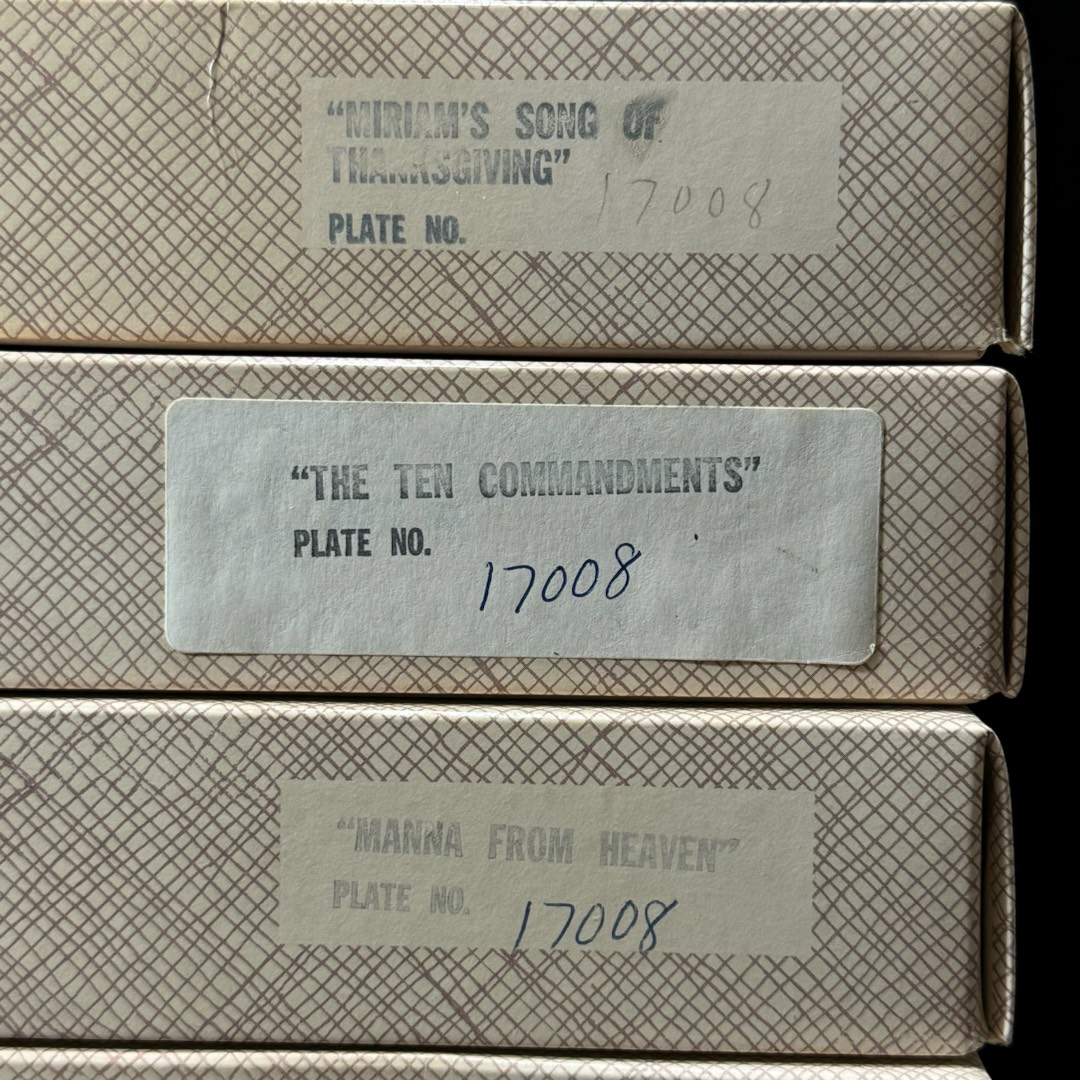 “MIRIAM'S SONG OF
THANKSGIVING”
17008
PLATE NO.
“THE TEN COMMANDMENTS”
PLATE NO.
17008
“MANNA FROM HEAVEN”
PLATE NO.
17008